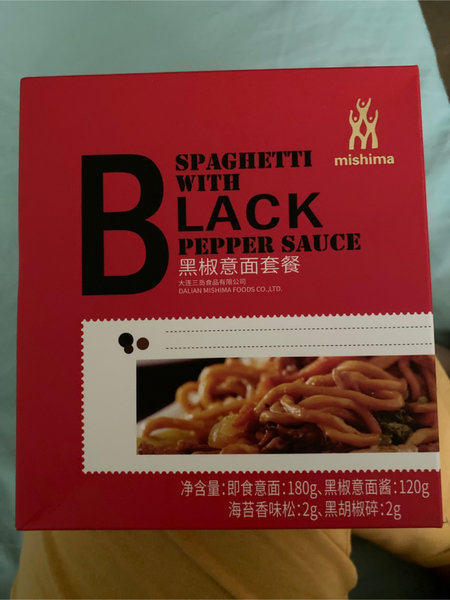 mishima
SPAGHETTI
WITH
BLACK
PEPPER SAUCE
黑椒意面套餐
大连三岛食品有限公司
DALIAN MISHIMA FOODS CO.,LTD.
净含量:即食意面:180g、黑椒意面酱:120g
海苔香味松:2g、黑胡椒碎:2g